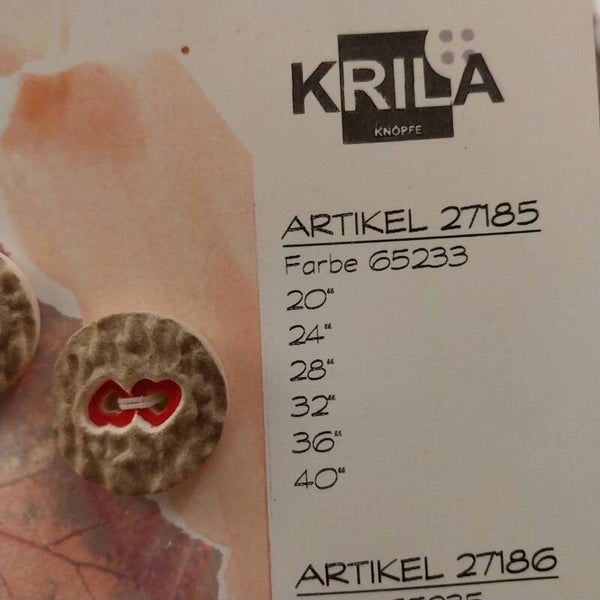 KRILA
KNÖPFE
ARTIKEL 27185
Farbe 65233
20"
24"
28"
32"
36"
40"
ARTIKEL 27186